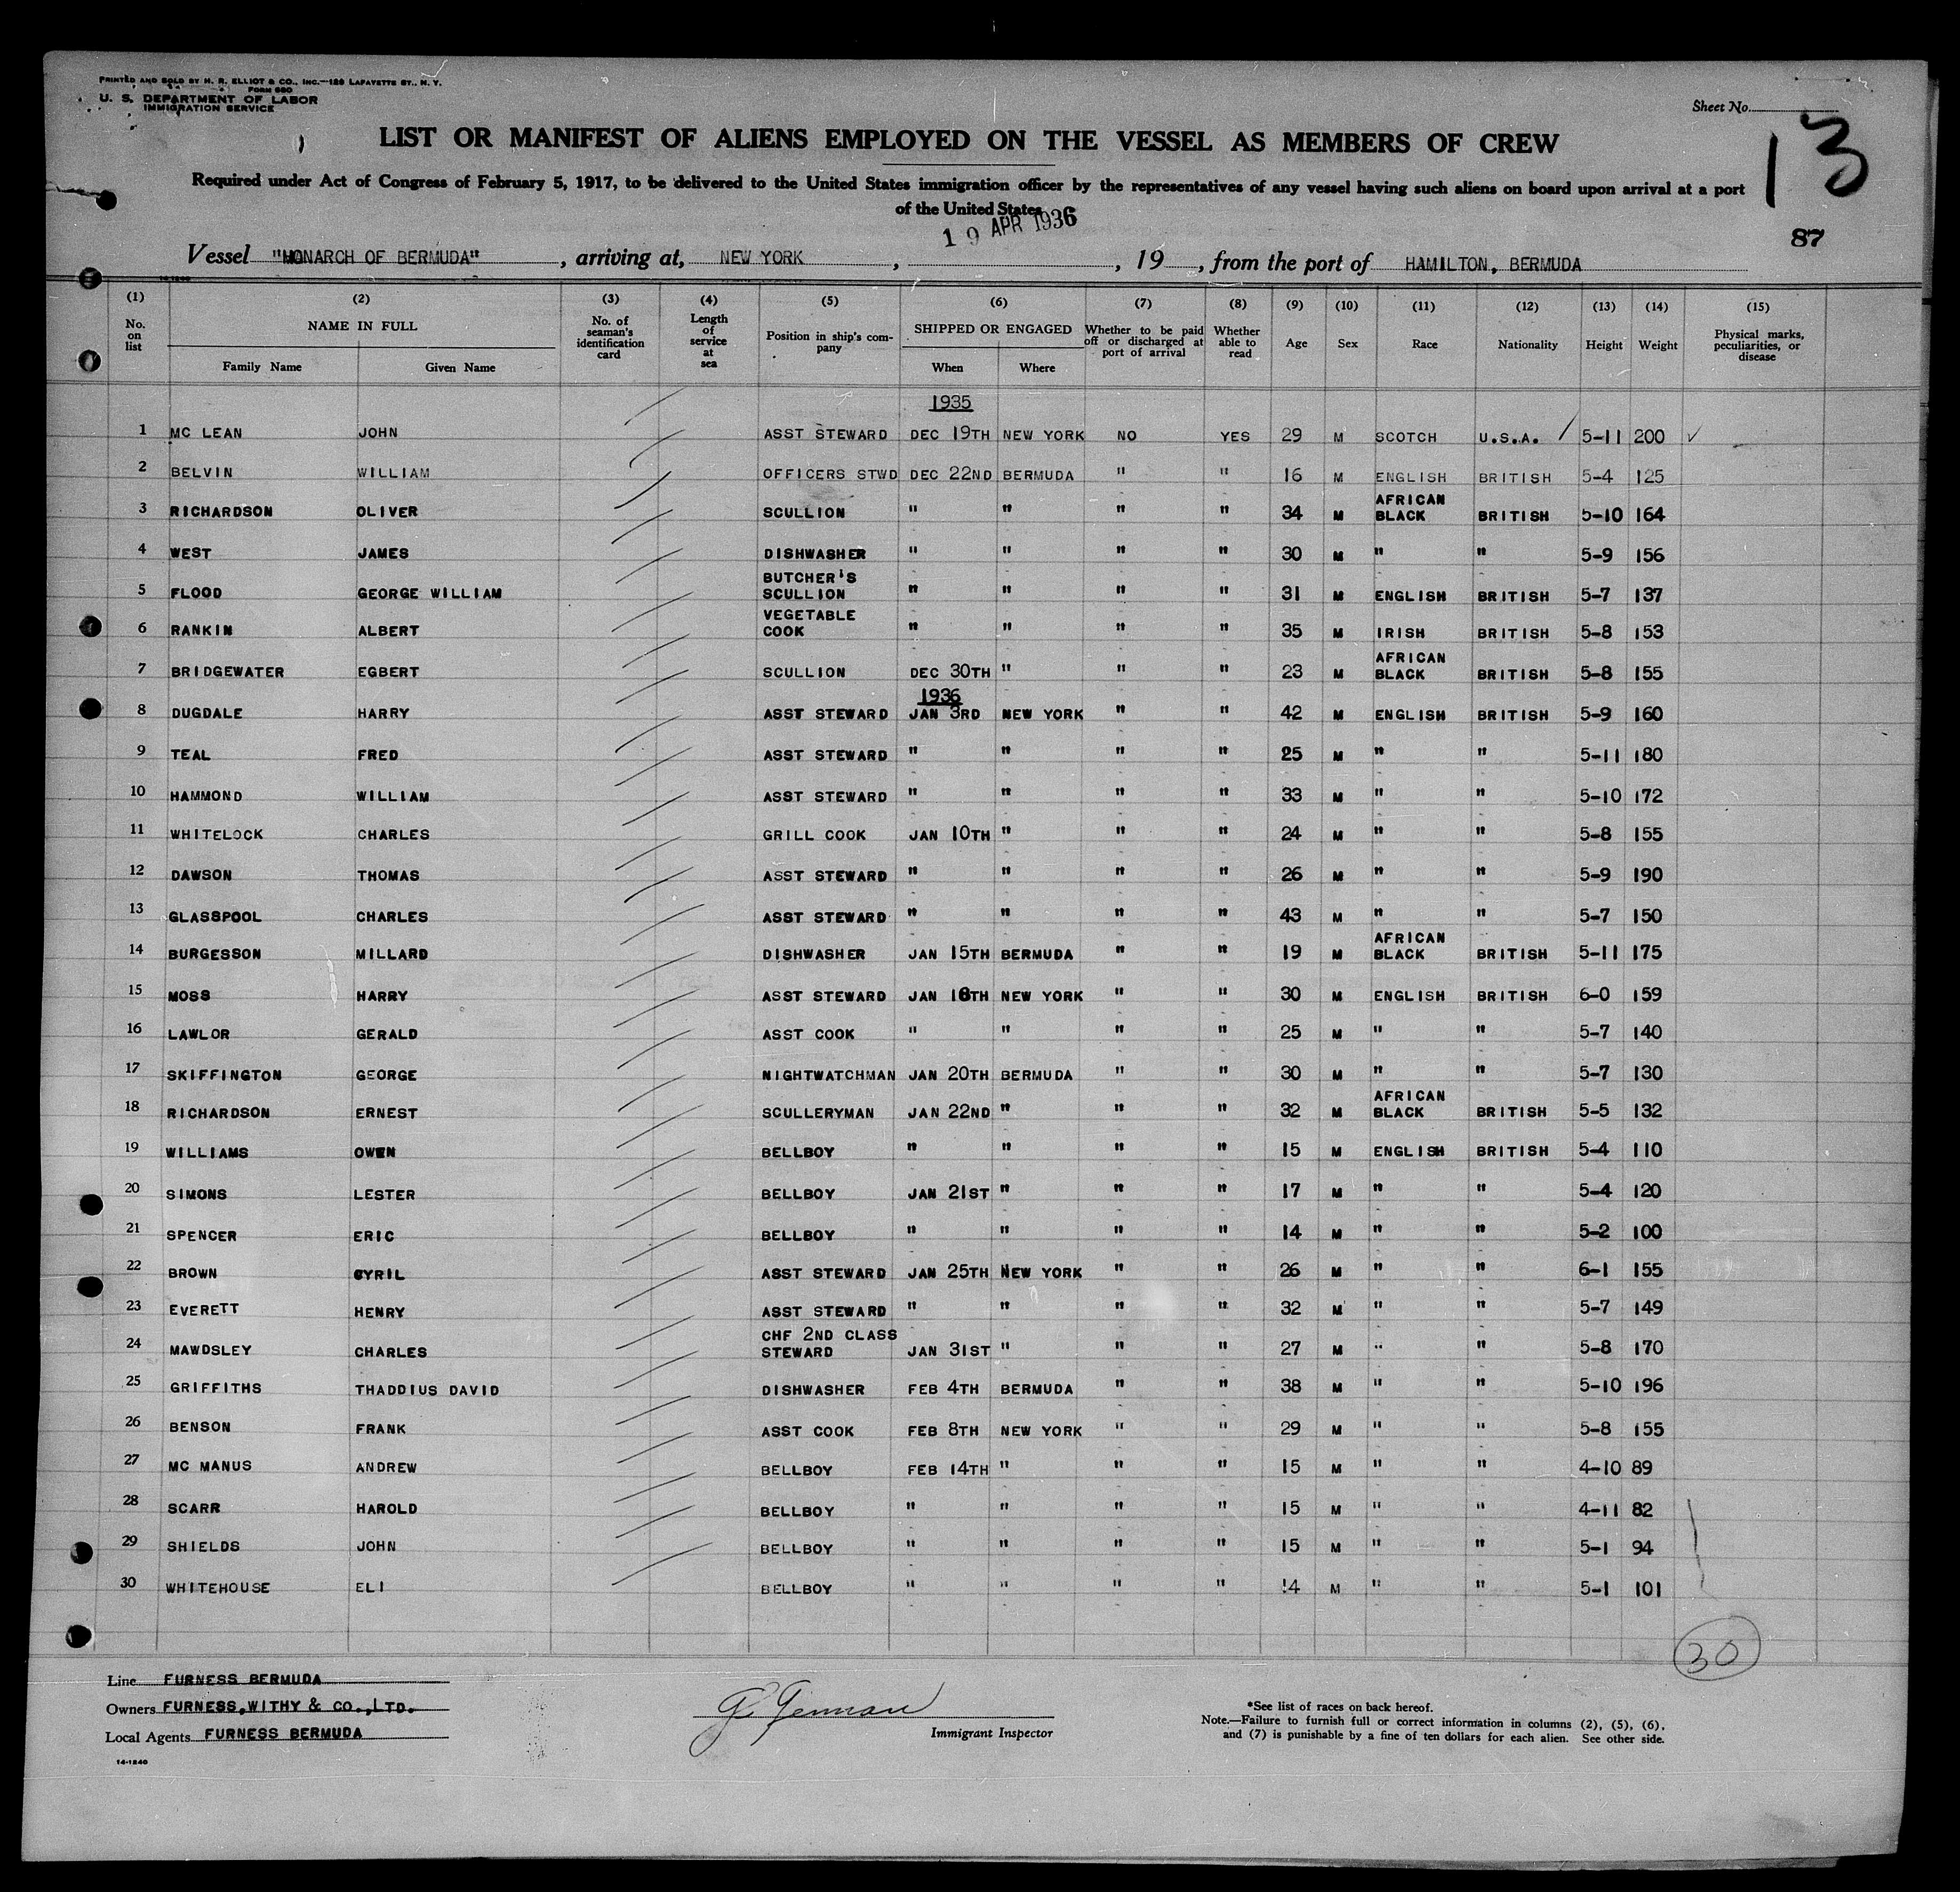 PRINTED AND SOLD BY H. R. ELLIOT & CO., INC.—129 LAFAYETTE ST., N. Y.
FORM 680
U. S. DEPARTMENT OF LABOR
IMMIGRATION SERVICE
Sheet No.
13
LIST OR MANIFEST OF ALIENS EMPLOYED ON THE VESSEL AS MEMBERS OF CREW
Required under Act of Congress of February 5, 1917, to be delivered to the United States immigration officer by the representatives of any vessel having such aliens on board upon arrival at a port
of the United States
19 APR 1936
87
Vessel "MONARCH OF BERMUDA", arriving at, NEW YORK, , 19 , from the port of HAMILTON, BERMUDA
14-1240
(1) (2) (3) (4) (5) (6) (7) (8) (9) (10) (11) (12) (13) (14) (15)
No. on list NAME IN FULL Family Name Given Name No. of seaman's identification card Length of service at sea Position in ship's company SHIPPED OR ENGAGED When Where Whether to be paid off or discharged at port of arrival Whether able to read Age Sex Race Nationality Height Weight Physical marks, peculiarities, or disease
1935
1 MC LEAN JOHN ASST STEWARD DEC 19TH NEW YORK NO YES 29 M SCOTCH U.S.A. / 5-11 200 ✓
2 BELVIN WILLIAM OFFICERS STWD DEC 22ND BERMUDA " " 16 M ENGLISH BRITISH 5-4 125
3 RICHARDSON OLIVER SCULLION " " " " 34 M AFRICAN BLACK BRITISH 5-10 164
4 WEST JAMES DISHWASHER " " " " 30 M " " 5-9 156
5 FLOOD GEORGE WILLIAM BUTCHER'S SCULLION " " " " 31 M ENGLISH BRITISH 5-7 137
6 RANKIN ALBERT VEGETABLE COOK " " " " 35 M IRISH BRITISH 5-8 153
7 BRIDGEWATER EGBERT SCULLION DEC 30TH " " " 23 M AFRICAN BLACK BRITISH 5-8 155
1936
8 DUGDALE HARRY ASST STEWARD JAN 3RD NEW YORK " " 42 M ENGLISH BRITISH 5-9 160
9 TEAL FRED ASST STEWARD " " " " 25 M " " 5-11 180
10 HAMMOND WILLIAM ASST STEWARD " " " " 33 M " " 5-10 172
11 WHITELOCK CHARLES GRILL COOK JAN 10TH " " " 24 M " " 5-8 155
12 DAWSON THOMAS ASST STEWARD " " " " 26 M " " 5-9 190
13 GLASSPOOL CHARLES ASST STEWARD " " " " 43 M " " 5-7 150
14 BURGESSON MILLARD DISHWASHER JAN 15TH BERMUDA " " 19 M AFRICAN BLACK BRITISH 5-11 175
15 MOSS HARRY ASST STEWARD JAN 18TH NEW YORK " " 30 M ENGLISH BRITISH 6-0 159
16 LAWLOR GERALD ASST COOK " " " " 25 M " " 5-7 140
17 SKIFFINGTON GEORGE NIGHTWATCHMAN JAN 20TH BERMUDA " " 30 M " " 5-7 130
18 RICHARDSON ERNEST SCULLERYMAN JAN 22ND " " " 32 M AFRICAN BLACK BRITISH 5-5 132
19 WILLIAMS OWEN BELLBOY " " " " 15 M ENGLISH BRITISH 5-4 110
20 SIMONS LESTER BELLBOY JAN 21ST " " " 17 M " " 5-4 120
21 SPENCER ERIC BELLBOY " " " " 14 M " " 5-2 100
22 BROWN CYRIL ASST STEWARD JAN 25TH NEW YORK " " 26 M " " 6-1 155
23 EVERETT HENRY ASST STEWARD " " " " 32 M " " 5-7 149
24 MAWDSLEY CHARLES CHF 2ND CLASS STEWARD JAN 31ST " " " 27 M " " 5-8 170
25 GRIFFITHS THADDIUS DAVID DISHWASHER FEB 4TH BERMUDA " " 38 M " " 5-10 196
26 BENSON FRANK ASST COOK FEB 8TH NEW YORK " " 29 M " " 5-8 155
27 MC MANUS ANDREW BELLBOY FEB 14TH " " " 15 M " " 4-10 89
28 SCARR HAROLD BELLBOY " " " " 15 M " " 4-11 82
29 SHIELDS JOHN BELLBOY " " " " 15 M " " 5-1 94
30 WHITEHOUSE ELI BELLBOY " " " " 14 M " " 5-1 101
30
Line FURNESS BERMUDA
Owners FURNESS, WITHY & CO., LTD.
Local Agents FURNESS BERMUDA
14-1240
Immigrant Inspector
*See list of races on back hereof.
Note.—Failure to furnish full or correct information in columns (2), (5), (6),
and (7) is punishable by a fine of ten dollars for each alien. See other side.